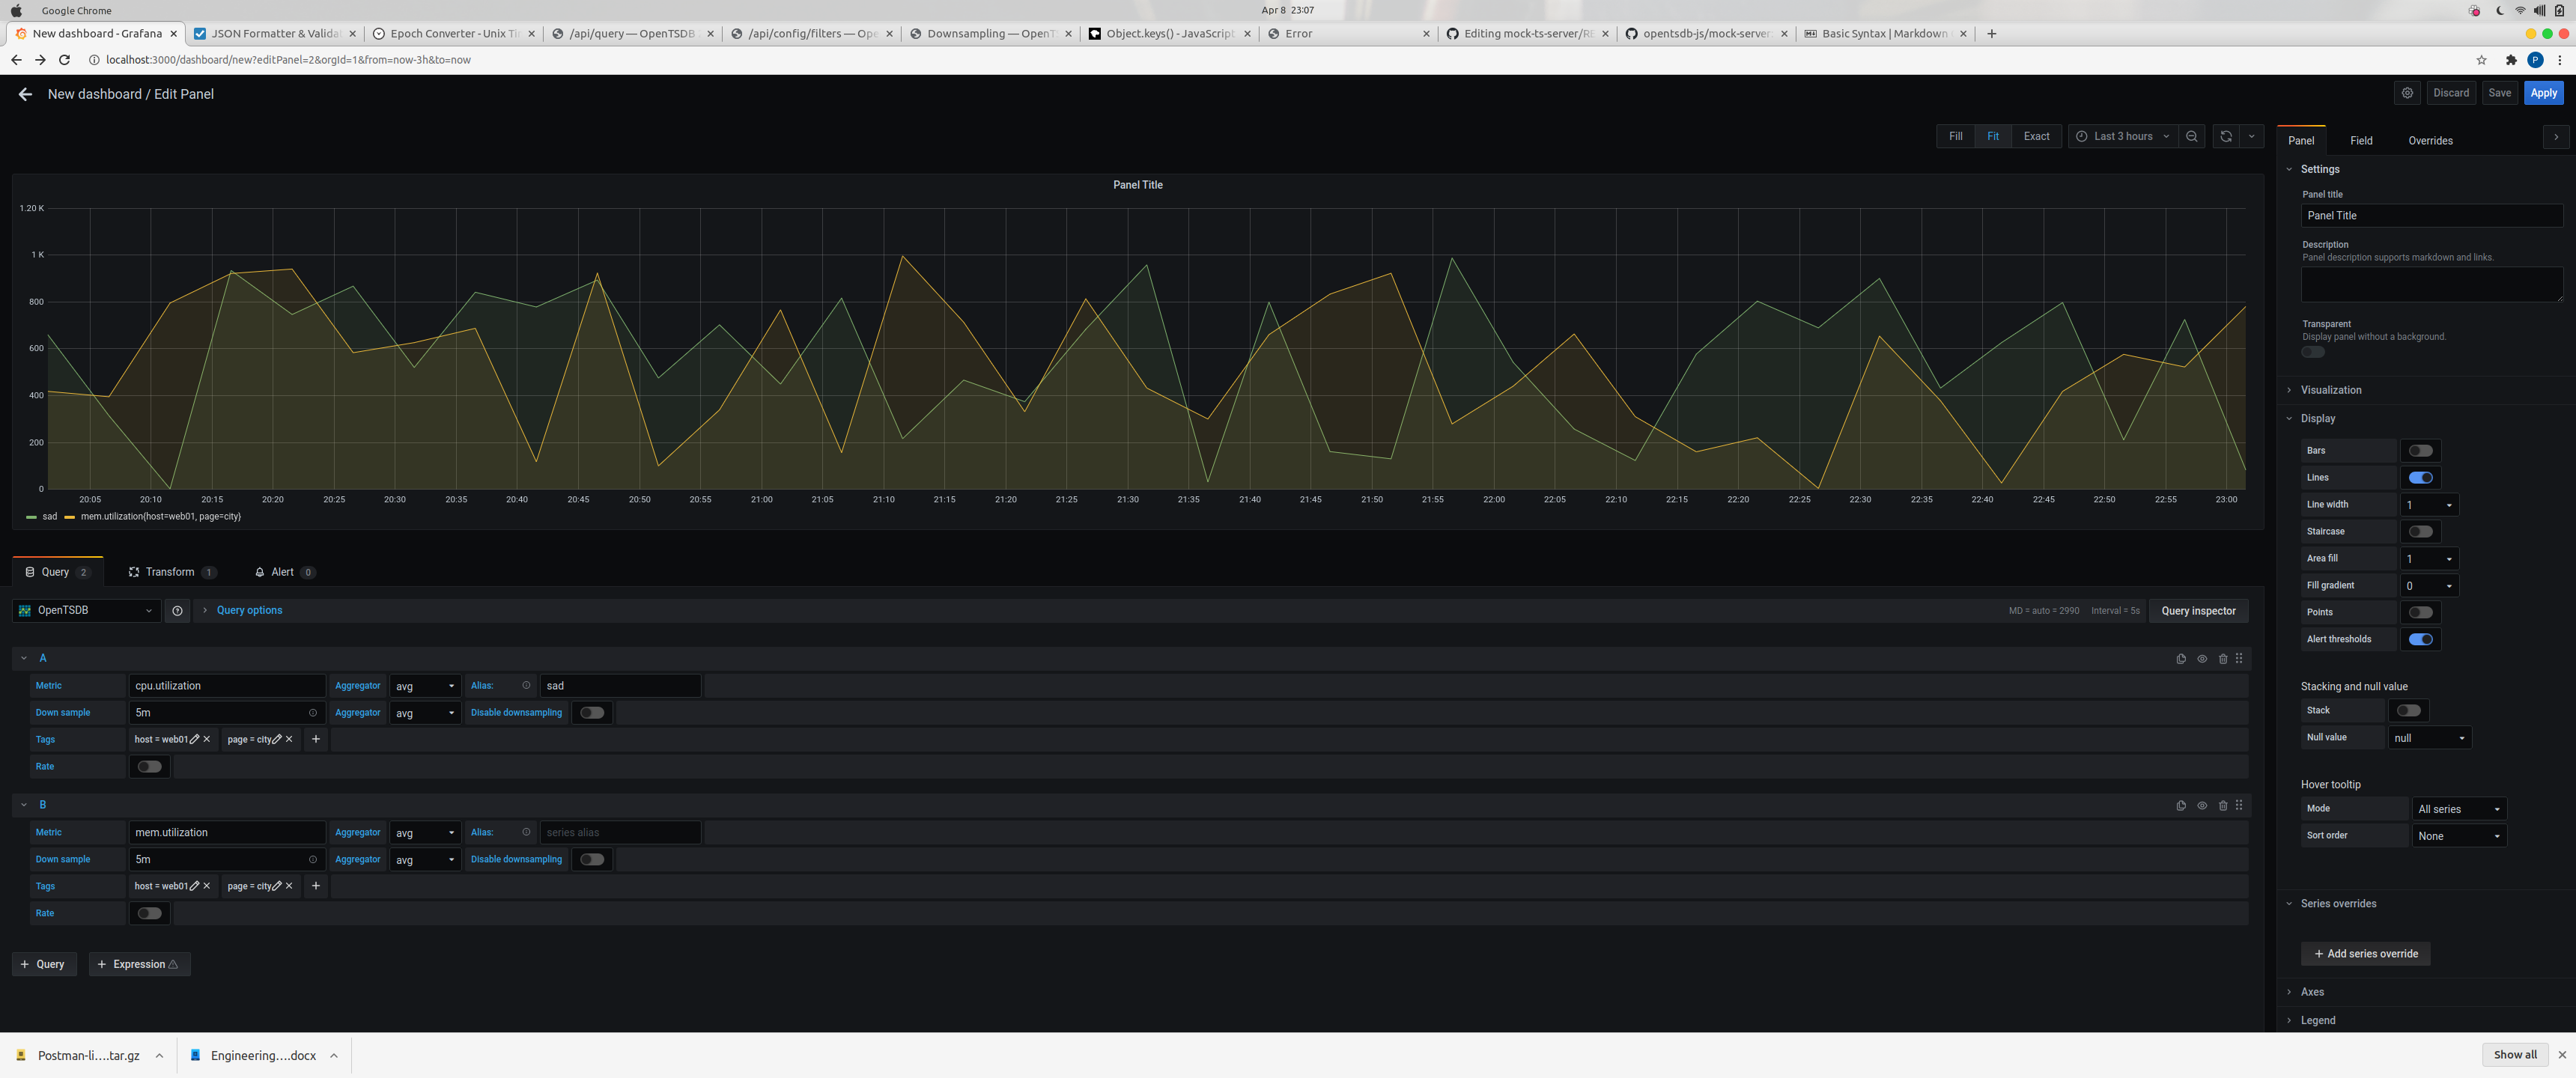 Google Chrome
Apr 8 23:07
New dashboard - Grafana
JSON Formatter & Valida
Epoch Converter - Unix Ti
/api/query — OpenTSDB
/api/config/filters — Ope
Downsampling — OpenT
Object.keys() - JavaScript
Error
Editing mock-ts-server/RE
opentsdb-js/mock-server
Basic Syntax | Markdown
localhost:3000/dashboard/new?editPanel=2&orgId=1&from=now-3h&to=now
P
New dashboard / Edit Panel
Discard Save Apply
Fill Fit Exact Last 3 hours
Panel Title
1.20 K
1 K
800
600
400
200
0
20:05 20:10 20:15 20:20 20:25 20:30 20:35 20:40 20:45 20:50 20:55 21:00 21:05 21:10 21:15 21:20 21:25 21:30 21:35 21:40 21:45 21:50 21:55 22:00 22:05 22:10 22:15 22:20 22:25 22:30 22:35 22:40 22:45 22:50 22:55 23:00
sad mem.utilization{host=web01, page=city}
Query 2 Transform 1 Alert 0
OpenTSDB Query options MD = auto = 2990 Interval = 5s Query inspector
A
Metric cpu.utilization Aggregator avg Alias: sad
Down sample 5m Aggregator avg Disable downsampling
Tags host = web01 page = city
Rate
B
Metric mem.utilization Aggregator avg Alias: series alias
Down sample 5m Aggregator avg Disable downsampling
Tags host = web01 page = city
Rate
+ Query + Expression
Panel Field Overrides
Settings
Panel title
Panel Title
Description
Panel description supports markdown and links.
Transparent
Display panel without a background.
Visualization
Display
Bars
Lines
Line width 1
Staircase
Area fill 1
Fill gradient 0
Points
Alert thresholds
Stacking and null value
Stack
Null value null
Hover tooltip
Mode All series
Sort order None
Series overrides
+ Add series override
Axes
Legend
Postman-li....tar.gz
Engineering....docx
Show all